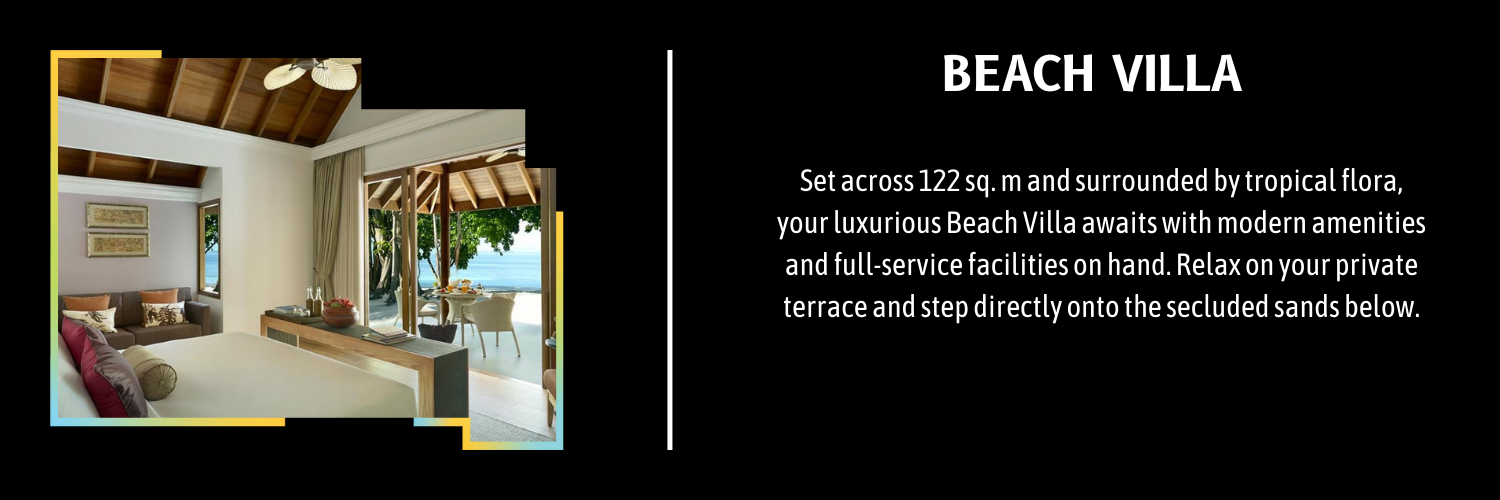 BEACH VILLA
Set across 122 sq. m and surrounded by tropical flora,
your luxurious Beach Villa awaits with modern amenities
and full-service facilities on hand. Relax on your private
terrace and step directly onto the secluded sands below.